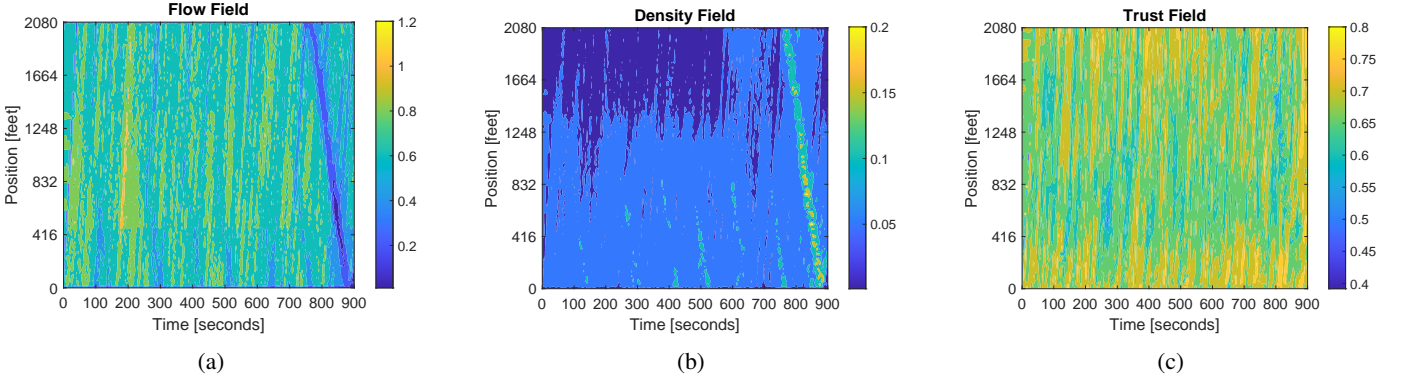 Flow Field
2080
1664
1248
832
416
0
0 100 200 300 400 500 600 700 800 900
Position [feet]
Time [seconds]
1.2
1
0.8
0.6
0.4
0.2
(a)
Density Field
2080
1664
1248
832
416
0
0 100 200 300 400 500 600 700 800 900
Position [feet]
Time [seconds]
0.2
0.15
0.1
0.05
(b)
Trust Field
2080
1664
1248
832
416
0
0 100 200 300 400 500 600 700 800 900
Position [feet]
Time [seconds]
0.8
0.75
0.7
0.65
0.6
0.55
0.5
0.45
0.4
(c)